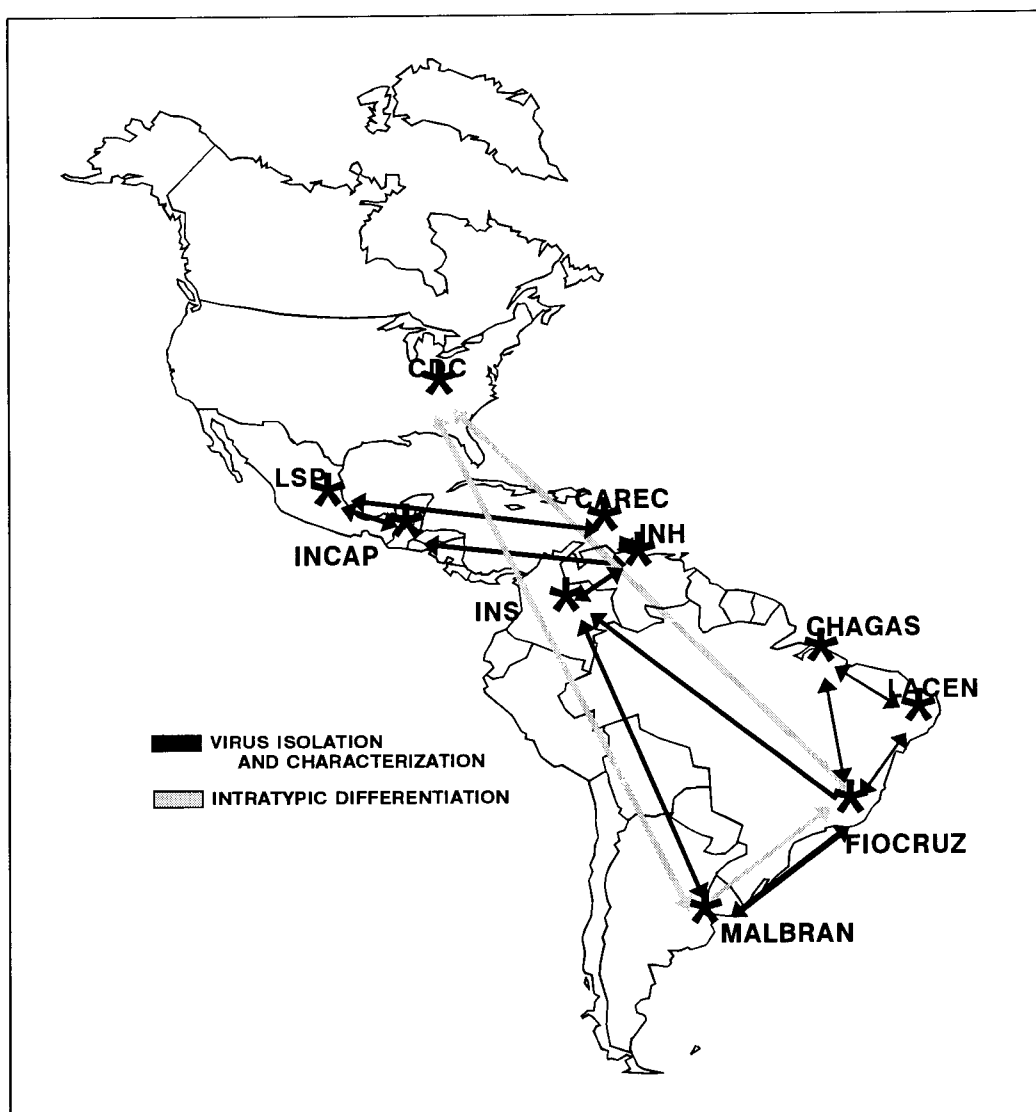 CDC
LSP
CAREC
INH
INCAP
INS
CHAGAS
LACEN
VIRUS ISOLATION
AND CHARACTERIZATION
INTRATYPIC DIFFERENTIATION
FIOCRUZ
MALBRAN